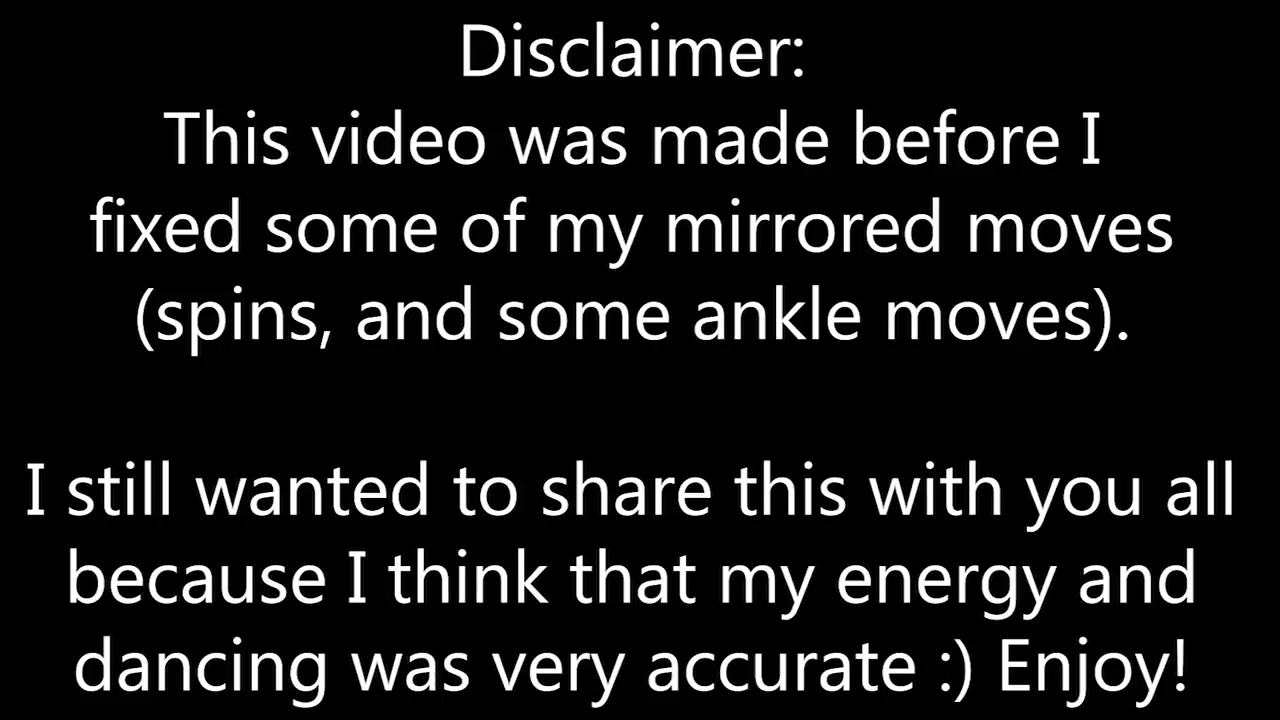 Disclaimer:
This video was made before I
fixed some of my mirrored moves
(spins, and some ankle moves).
I still wanted to share this with you all
because I think that my energy and
dancing was very accurate :) Enjoy!